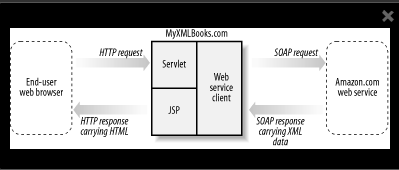 MyXMLBooks.com
HTTP request
SOAP request
End-user
web browser
Servlet
JSP
Web
service
client
Amazon.com
web service
HTTP response
carrying HTML
SOAP response
carrying XML
data